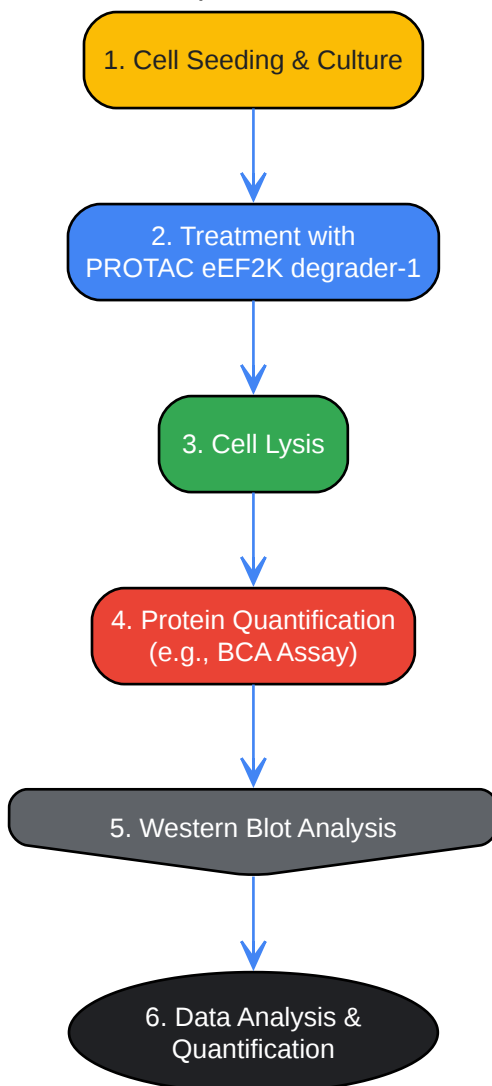 1. Cell Seeding & Culture
2. Treatment with
PROTAC eEF2K degrader-1
3. Cell Lysis
4. Protein Quantification
(e.g., BCA Assay)
5. Western Blot Analysis
6. Data Analysis &
Quantification